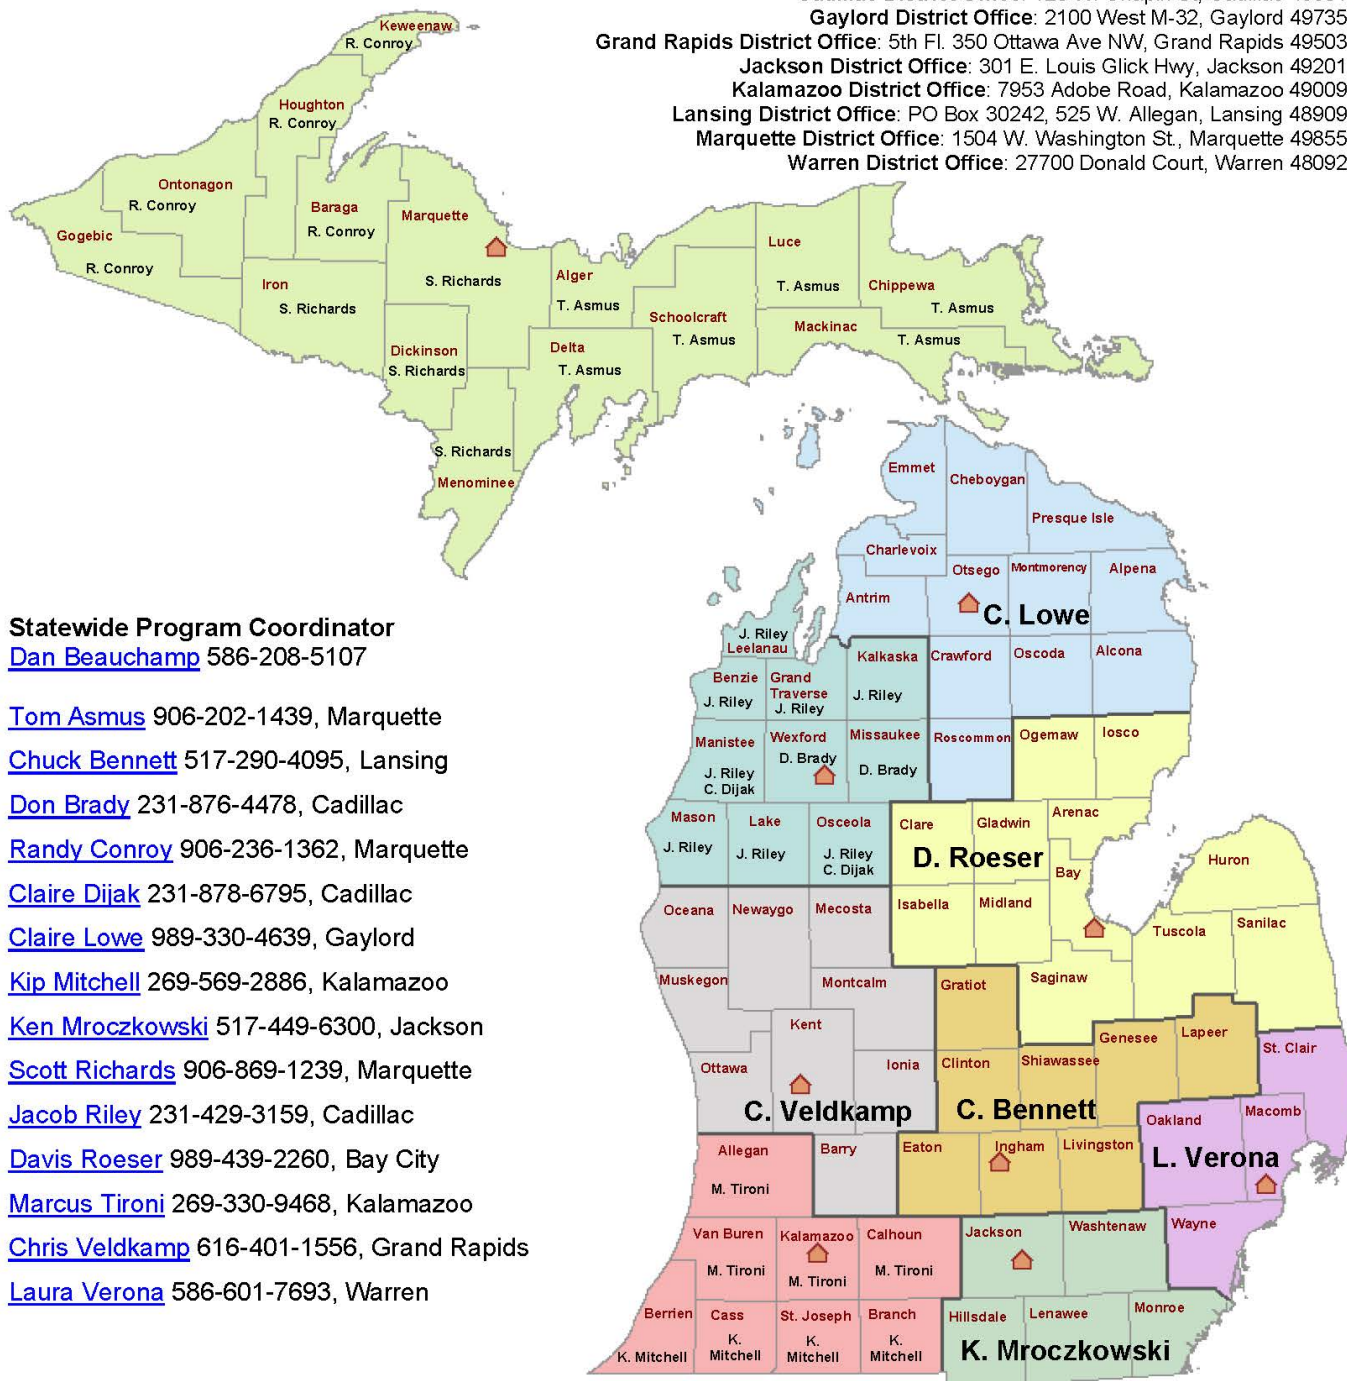 Gaylord District Office: 2100 West M-32, Gaylord 49735
Grand Rapids District Office: 5th Fl. 350 Ottawa Ave NW, Grand Rapids 49503
Jackson District Office: 301 E. Louis Glick Hwy, Jackson 49201
Kalamazoo District Office: 7953 Adobe Road, Kalamazoo 49009
Lansing District Office: PO Box 30242, 525 W. Allegan, Lansing 48909
Marquette District Office: 1504 W. Washington St., Marquette 49855
Warren District Office: 27700 Donald Court, Warren 48092
Keweenaw
R. Conroy
Houghton
R. Conroy
Ontonagon
R. Conroy
Baraga
R. Conroy
Gogebic
R. Conroy
Marquette
S. Richards
Iron
S. Richards
Dickinson
S. Richards
S. Richards
Menominee
Alger
T. Asmus
Delta
T. Asmus
Schoolcraft
T. Asmus
Luce
T. Asmus
Chippewa
T. Asmus
Mackinac
T. Asmus
Emmet
Cheboygan
Presque Isle
Charlevoix
Otsego
Montmorency
Alpena
Antrim
C. Lowe
Crawford
Oscoda
Alcona
Roscommon
J. Riley
Leelanau
Benzie
J. Riley
Grand
Traverse
J. Riley
Kalkaska
J. Riley
Manistee
J. Riley
C. Dijak
Wexford
D. Brady
Missaukee
D. Brady
Mason
J. Riley
Lake
J. Riley
Osceola
J. Riley
C. Dijak
Ogemaw
Iosco
Clare
Gladwin
Arenac
D. Roeser
Bay
Huron
Isabella
Midland
Tuscola
Sanilac
Saginaw
Oceana
Newaygo
Mecosta
Muskegon
Montcalm
Kent
Ottawa
Ionia
C. Veldkamp
Barry
Gratiot
Clinton
Shiawassee
Genesee
Lapeer
C. Bennett
Eaton
Ingham
Livingston
St. Clair
Oakland
Macomb
L. Verona
Wayne
Allegan
M. Tironi
Van Buren
M. Tironi
Kalamazoo
M. Tironi
Calhoun
M. Tironi
Berrien
K. Mitchell
Cass
K.
Mitchell
St. Joseph
K.
Mitchell
Branch
K.
Mitchell
Jackson
Washtenaw
Hillsdale
Lenawee
Monroe
K. Mroczkowski
Statewide Program Coordinator
Dan Beauchamp 586-208-5107
Tom Asmus 906-202-1439, Marquette
Chuck Bennett 517-290-4095, Lansing
Don Brady 231-876-4478, Cadillac
Randy Conroy 906-236-1362, Marquette
Claire Dijak 231-878-6795, Cadillac
Claire Lowe 989-330-4639, Gaylord
Kip Mitchell 269-569-2886, Kalamazoo
Ken Mroczkowski 517-449-6300, Jackson
Scott Richards 906-869-1239, Marquette
Jacob Riley 231-429-3159, Cadillac
Davis Roeser 989-439-2260, Bay City
Marcus Tironi 269-330-9468, Kalamazoo
Chris Veldkamp 616-401-1556, Grand Rapids
Laura Verona 586-601-7693, Warren